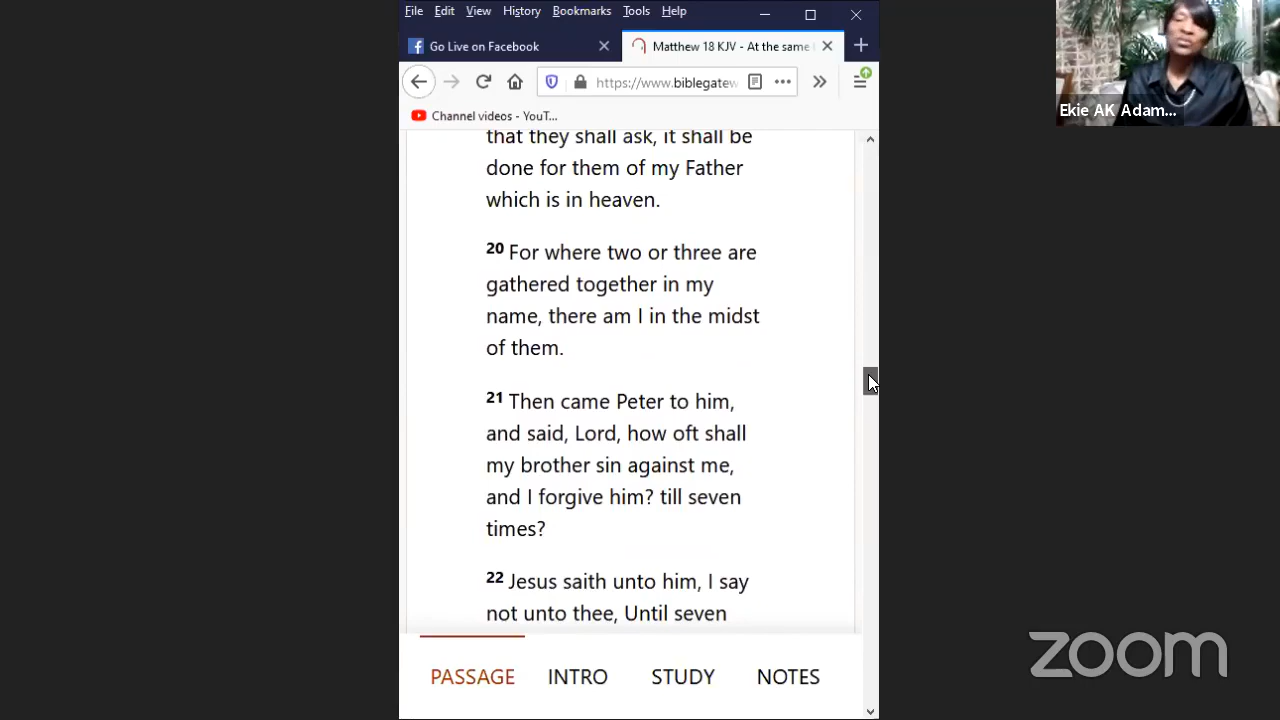 File Edit View History Bookmarks Tools Help
Go Live on Facebook
Matthew 18 KJV - At the same
https://www.biblegatew
Channel videos - YouT...
Ekie AK Adam...
that they shall ask, it shall be
done for them of my Father
which is in heaven.
20 For where two or three are
gathered together in my
name, there am I in the midst
of them.
21 Then came Peter to him,
and said, Lord, how oft shall
my brother sin against me,
and I forgive him? till seven
times?
22 Jesus saith unto him, I say
not unto thee, Until seven
PASSAGE INTRO STUDY NOTES
zoom